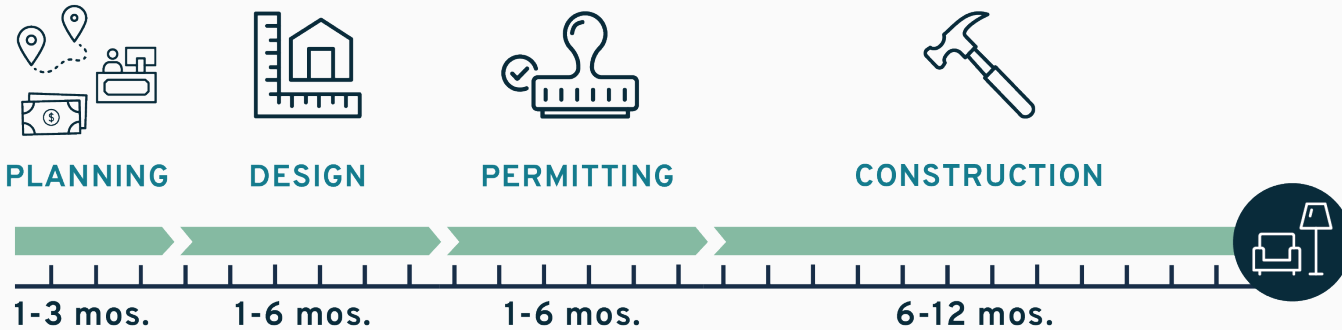 PLANNING DESIGN PERMITTING CONSTRUCTION
1-3 mos. 1-6 mos. 1-6 mos. 6-12 mos.